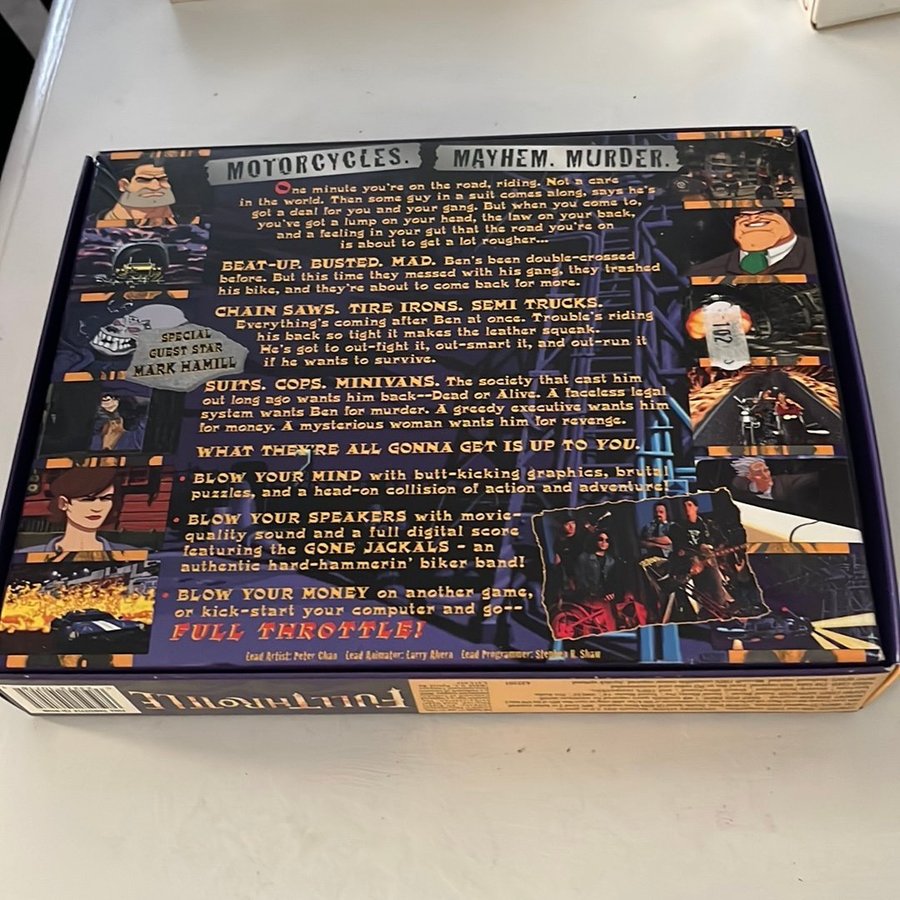 MOTORCYCLES. MAYHEM. MURDER.
One minute you're on the road, riding. Not a care
in the world. Then some guy in a suit comes along, says he's
got a deal for you and your gang. But when you come to,
you've got a lump on your head, the law on your back,
and a feeling in your gut that the road you're on
is about to get a lot rougher...
BEAT-UP. BUSTED. MAD. Ben's been double-crossed
before. But this time they messed with his gang, they trashed
his bike, and they're about to come back for more.
CHAIN SAWS. TIRE IRONS. SEMI TRUCKS.
Everything's coming after Ben at once. Trouble's riding
his back so tight it makes the leather squeak.
He's got to out-fight it, out-smart it, and out-run it
if he wants to survive.
SPECIAL
GUEST STAR
MARK HAMILL
-102-
SUITS. COPS. MINIVANS. The society that cast him
out long ago wants him back--Dead or Alive. A faceless legal
system wants Ben for murder. A greedy executive wants him
for money. A mysterious woman wants him for revenge.
WHAT THEY'RE ALL GONNA GET IS UP TO YOU.
• BLOW YOUR MIND with butt-kicking graphics, brutal
puzzles, and a head-on collision of action and adventure!
• BLOW YOUR SPEAKERS with movie-
quality sound and a full digital score
featuring the GONE JACKALS - an
authentic hard-hammerin' biker band!
• BLOW YOUR MONEY on another game,
or kick-start your computer and go--
FULL THROTTLE!
Lead Artist: Peter Chan Lead Animator: Larry Ahern Lead Programmer: Stephen R. Shaw
FULL THROTTLE